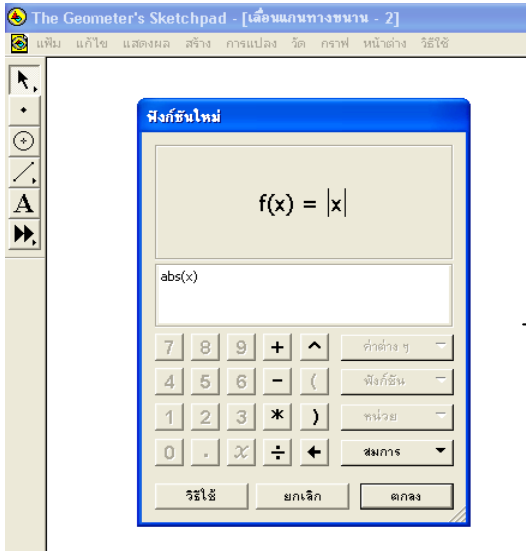 The Geometer's Sketchpad - [เลื่อนแกนทางขนาน - 2]
แฟ้ม แก้ไข แสดงผล สร้าง การแปลง วัด กราฟ หน้าต่าง วิธีใช้
A
ฟังก์ชันใหม่
f(x) = |x|
abs(x)
7 8 9 + ^ ค่าต่าง ๆ
4 5 6 - ( ฟังก์ชัน
1 2 3 * ) หน่วย
0 . x ÷ สมการ
วิธีใช้ ยกเลิก ตกลง